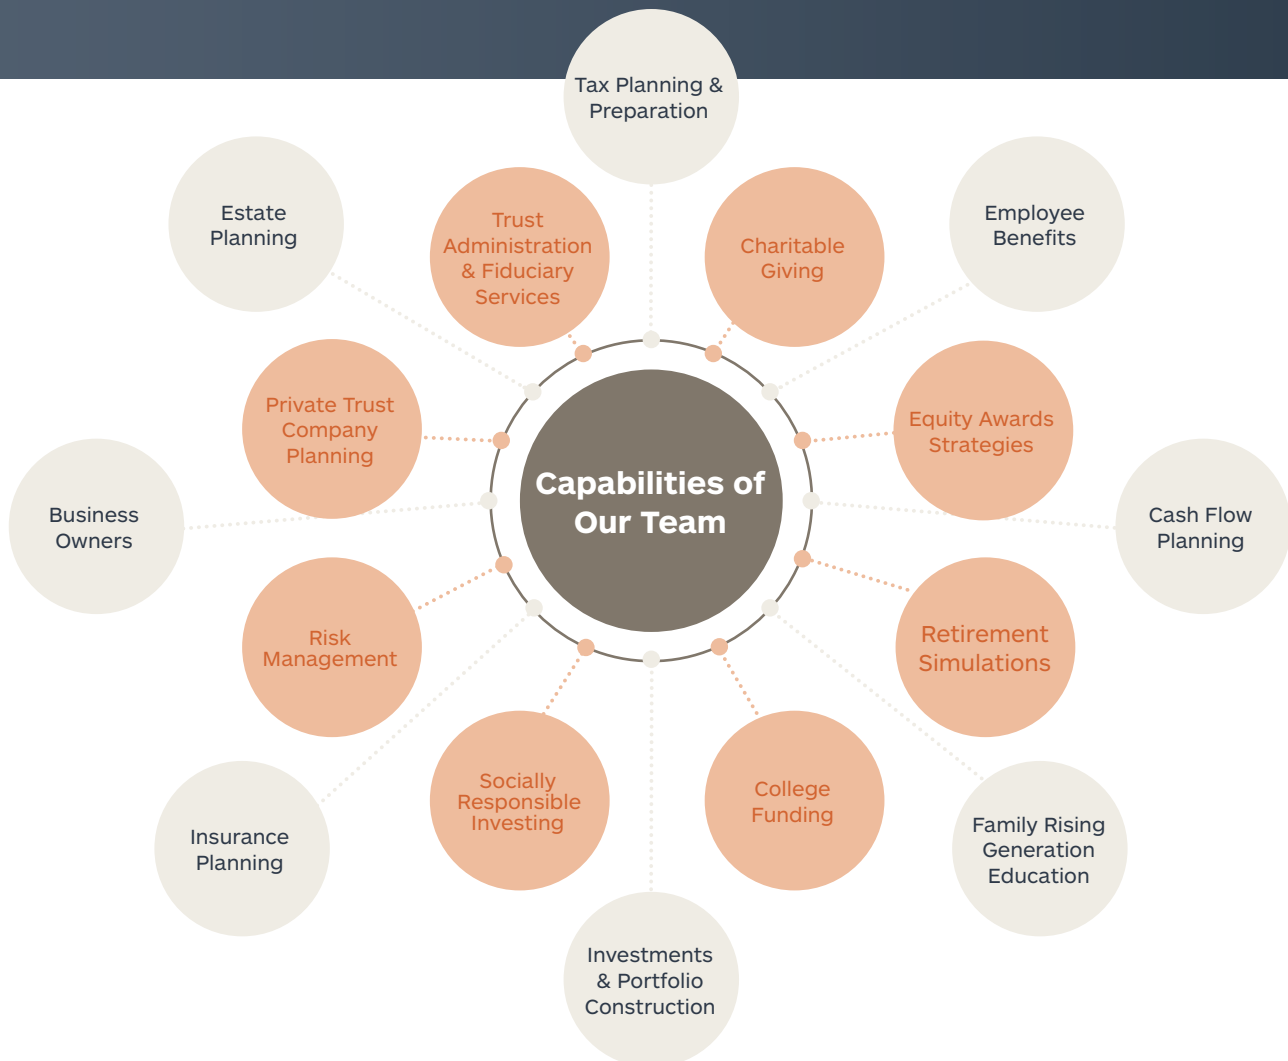 Tax Planning &
Preparation
Estate
Planning
Trust
Administration
& Fiduciary
Services
Charitable
Giving
Employee
Benefits
Private Trust
Company
Planning
Equity Awards
Strategies
Capabilities of
Our Team
Business
Owners
Cash Flow
Planning
Risk
Management
Retirement
Simulations
Insurance
Planning
Socially
Responsible
Investing
College
Funding
Family Rising
Generation
Education
Investments
& Portfolio
Construction